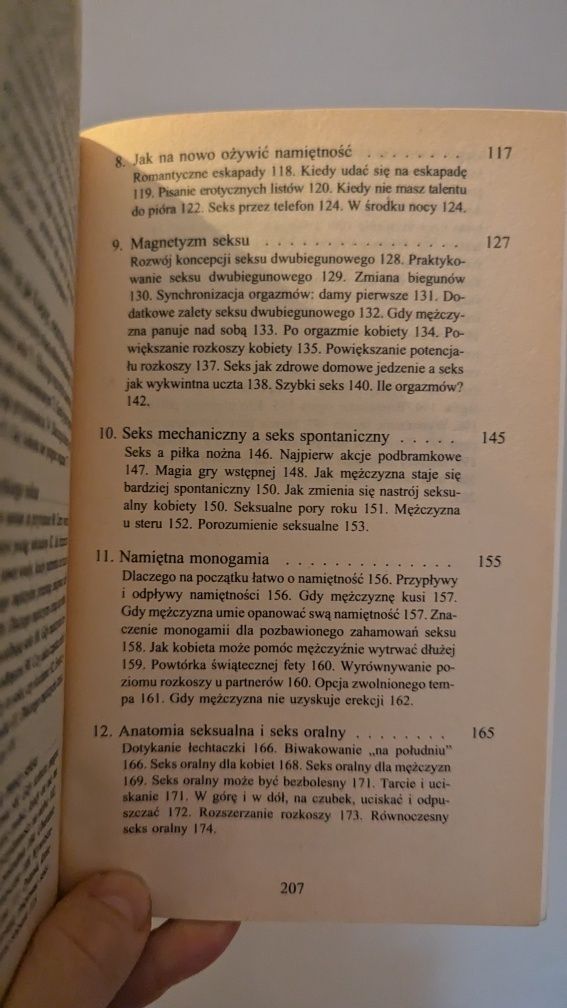 8. Jak na nowo ożywić namiętność . . . . . . . . 117
Romantyczne eskapady 118. Kiedy udać się na eskapadę
119. Pisanie erotycznych listów 120. Kiedy nie masz talentu
do pióra 122. Seks przez telefon 124. W środku nocy 124.
9. Magnetyzm seksu . . . . . . . . . . . . . . . . 127
Rozwój koncepcji seksu dwubiegunowego 128. Praktyko-
wanie seksu dwubiegunowego 129. Zmiana biegunów
130. Synchronizacja orgazmów: damy pierwsze 131. Do-
datkowe zalety seksu dwubiegunowego 132. Gdy mężczy-
zna panuje nad sobą 133. Po orgazmie kobiety 134. Po-
większanie rozkoszy kobiety 135. Powiększanie potencja-
łu rozkoszy 137. Seks jak zdrowe domowe jedzenie a seks
jak wykwintna uczta 138. Szybki seks 140. Ile orgazmów?
142.
10. Seks mechaniczny a seks spontaniczny . . . . . 145
Seks a piłka nożna 146. Najpierw akcje podbramkowe
147. Magia gry wstępnej 148. Jak mężczyzna staje się
bardziej spontaniczny 150. Jak zmienia się nastrój seksu-
alny kobiety 150. Seksualne pory roku 151. Mężczyzna
u steru 152. Porozumienie seksualne 153.
11. Namiętna monogamia . . . . . . . . . . . . . . 155
Dlaczego na początku łatwo o namiętność 156. Przypływy
i odpływy namiętności 156. Gdy mężczyznę kusi 157.
Gdy mężczyzna umie opanować swą namiętność 157. Zna-
czenie monogamii dla pozbawionego zahamowań seksu
158. Jak kobieta może pomóc mężczyźnie wytrwać dłużej
159. Powtórka świątecznej fety 160. Wyrównywanie po-
ziomu rozkoszy u partnerów 160. Opcja zwolnionego tem-
pa 161. Gdy mężczyzna nie uzyskuje erekcji 162.
12. Anatomia seksualna i seks oralny . . . . . . . . 165
Dotykanie łechtaczki 166. Biwakowanie „na południu”
166. Seks oralny dla kobiet 168. Seks oralny dla mężczyzn
169. Seks oralny może być bezbolesny 171. Tarcie i uci-
skanie 171. W górę i w dół, na czubek, uciskać i odpu-
szczać 172. Rozszerzanie rozkoszy 173. Równoczesny
seks oralny 174.
207